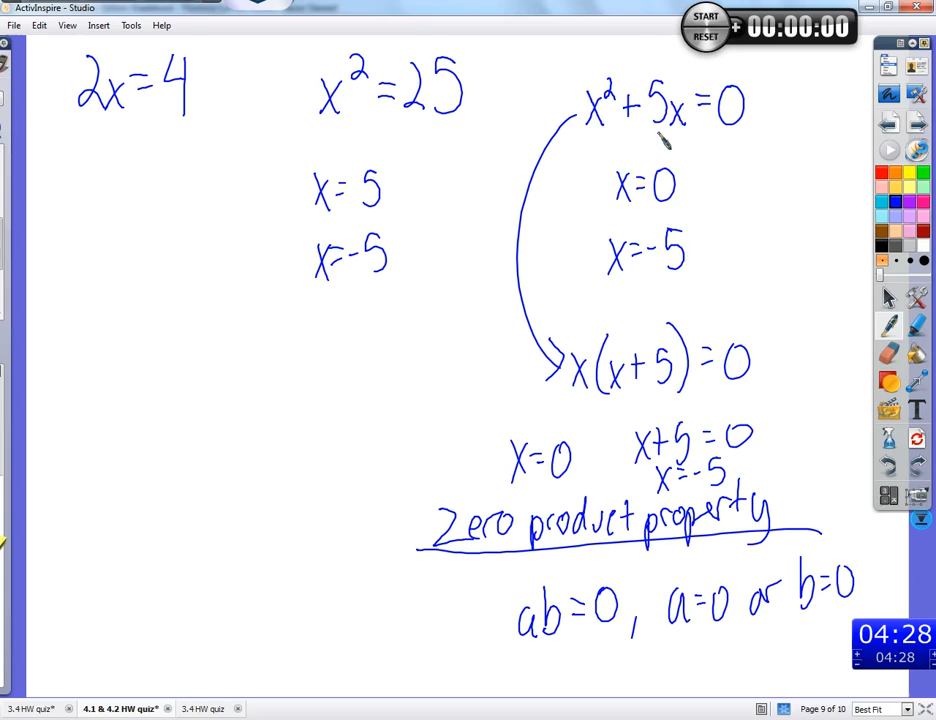 ActivInspire - Studio
File Edit View Insert Tools Help
START
RESET
00:00:00
2x=4
x²=25
x²+5x=0
x=5
x=-5
x=0
x=-5
x(x+5)=0
x=0
x+5=0
x=-5
Zero product property
ab=0, a=0 or b=0
04:28
04:28
3.4 HW quiz*
4.1 & 4.2 HW quiz*
3.4 HW quiz
Page 9 of 10
Best Fit